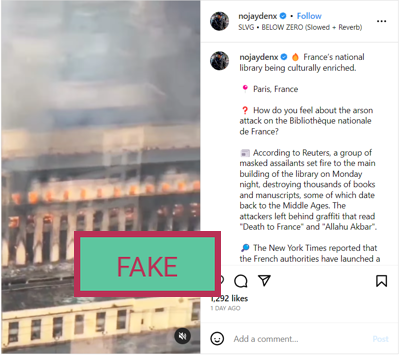 nojaydenx • Follow
SLVG • BELOW ZERO (Slowed + Reverb)
nojaydenx 🔥 France's national
library being culturally enriched.
📍 Paris, France
❓ How do you feel about the arson
attack on the Bibliothèque nationale
de France?
📰 According to Reuters, a group of
masked assailants set fire to the main
building of the library on Monday
night, destroying thousands of books
and manuscripts, some of which date
back to the Middle Ages. The
attackers left behind graffiti that read
"Death to France" and "Allahu Akbar".
🔎 The New York Times reported that
the French authorities have launched a
FAKE
1,292 likes
1 DAY AGO
Add a comment...
Post